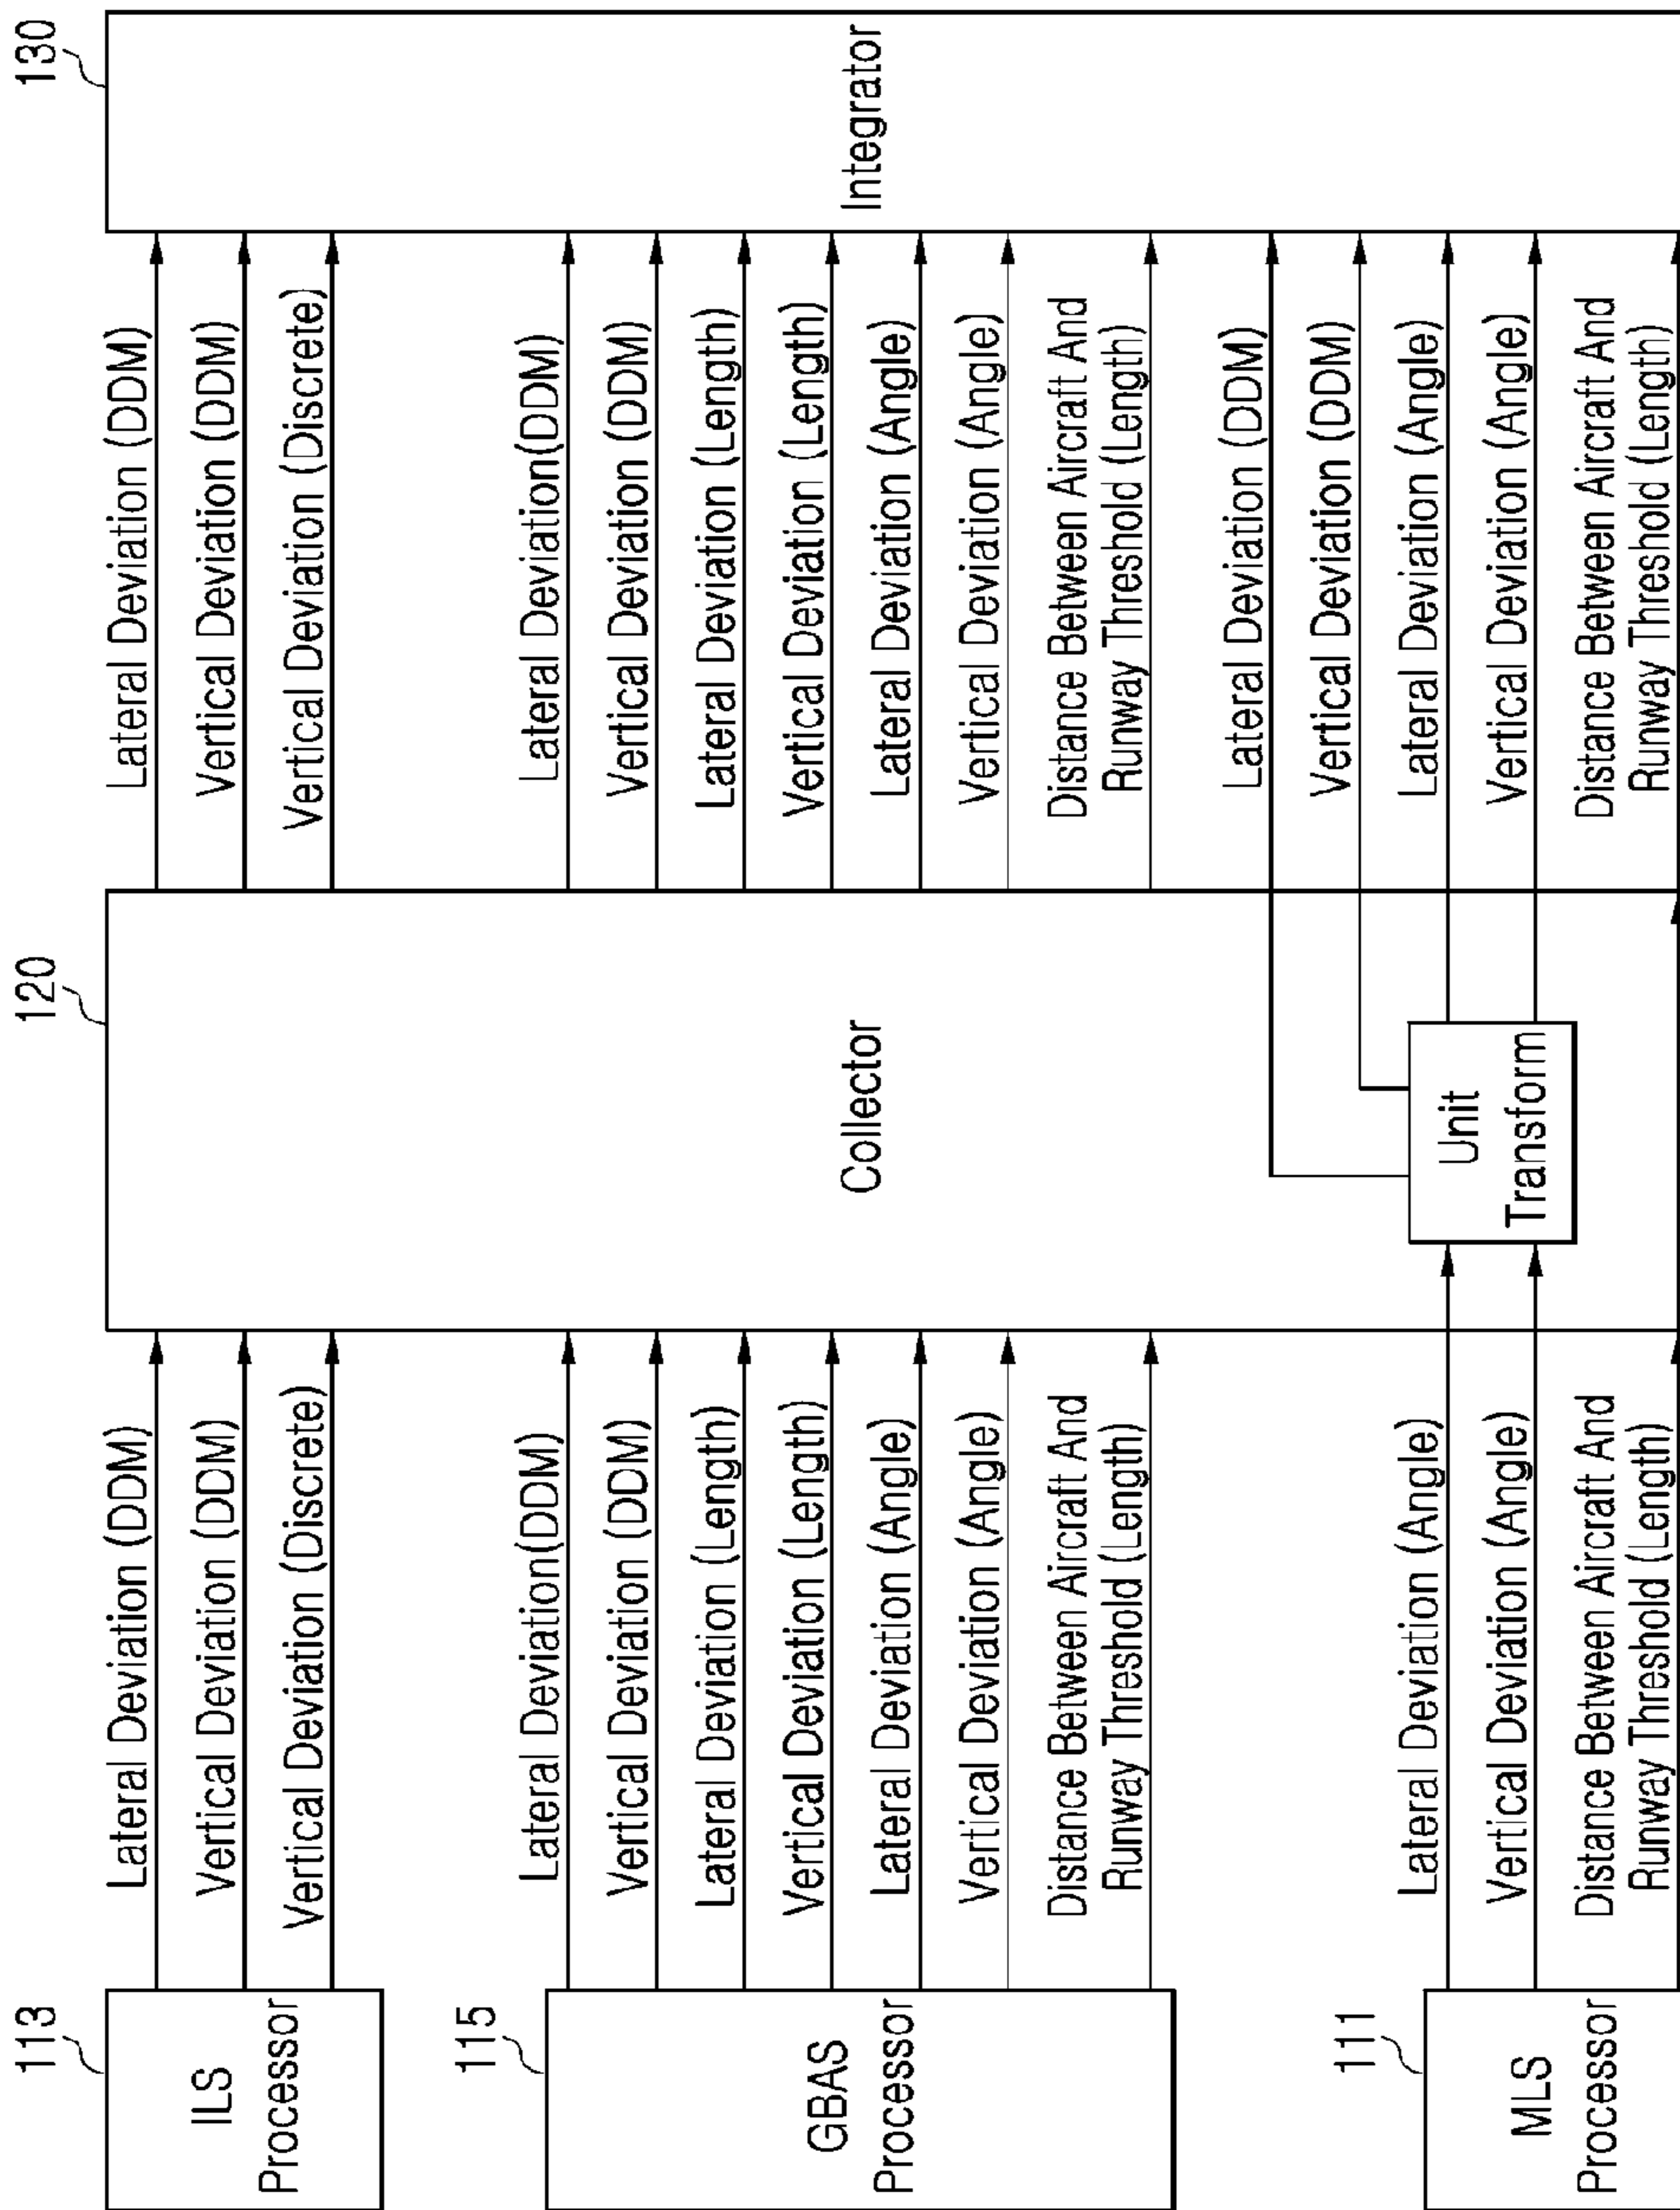 113
ILS
Processor
Lateral Deviation (DDM)
Vertical Deviation (DDM)
Vertical Deviation (Discrete)
115
GBAS
Processor
Lateral Deviation(DDM)
Vertical Deviation (DDM)
Lateral Deviation (Length)
Vertical Deviation (Length)
Lateral Deviation (Angle)
Vertical Deviation (Angle)
Distance Between Aircraft And
Runway Threshold (Length)
111
MLS
Processor
Lateral Deviation (Angle)
Vertical Deviation (Angle)
Distance Between Aircraft And
Runway Threshold (Length)
120
Collector
Unit
Transform
Lateral Deviation (DDM)
Vertical Deviation (DDM)
Vertical Deviation (Discrete)
Lateral Deviation(DDM)
Vertical Deviation (DDM)
Lateral Deviation (Length)
Vertical Deviation (Length)
Lateral Deviation (Angle)
Vertical Deviation (Angle)
Distance Between Aircraft And
Runway Threshold (Length)
Lateral Deviation (DDM)
Vertical Deviation (DDM)
Lateral Deviation (Angle)
Vertical Deviation (Angle)
Distance Between Aircraft And
Runway Threshold (Length)
130
Integrator